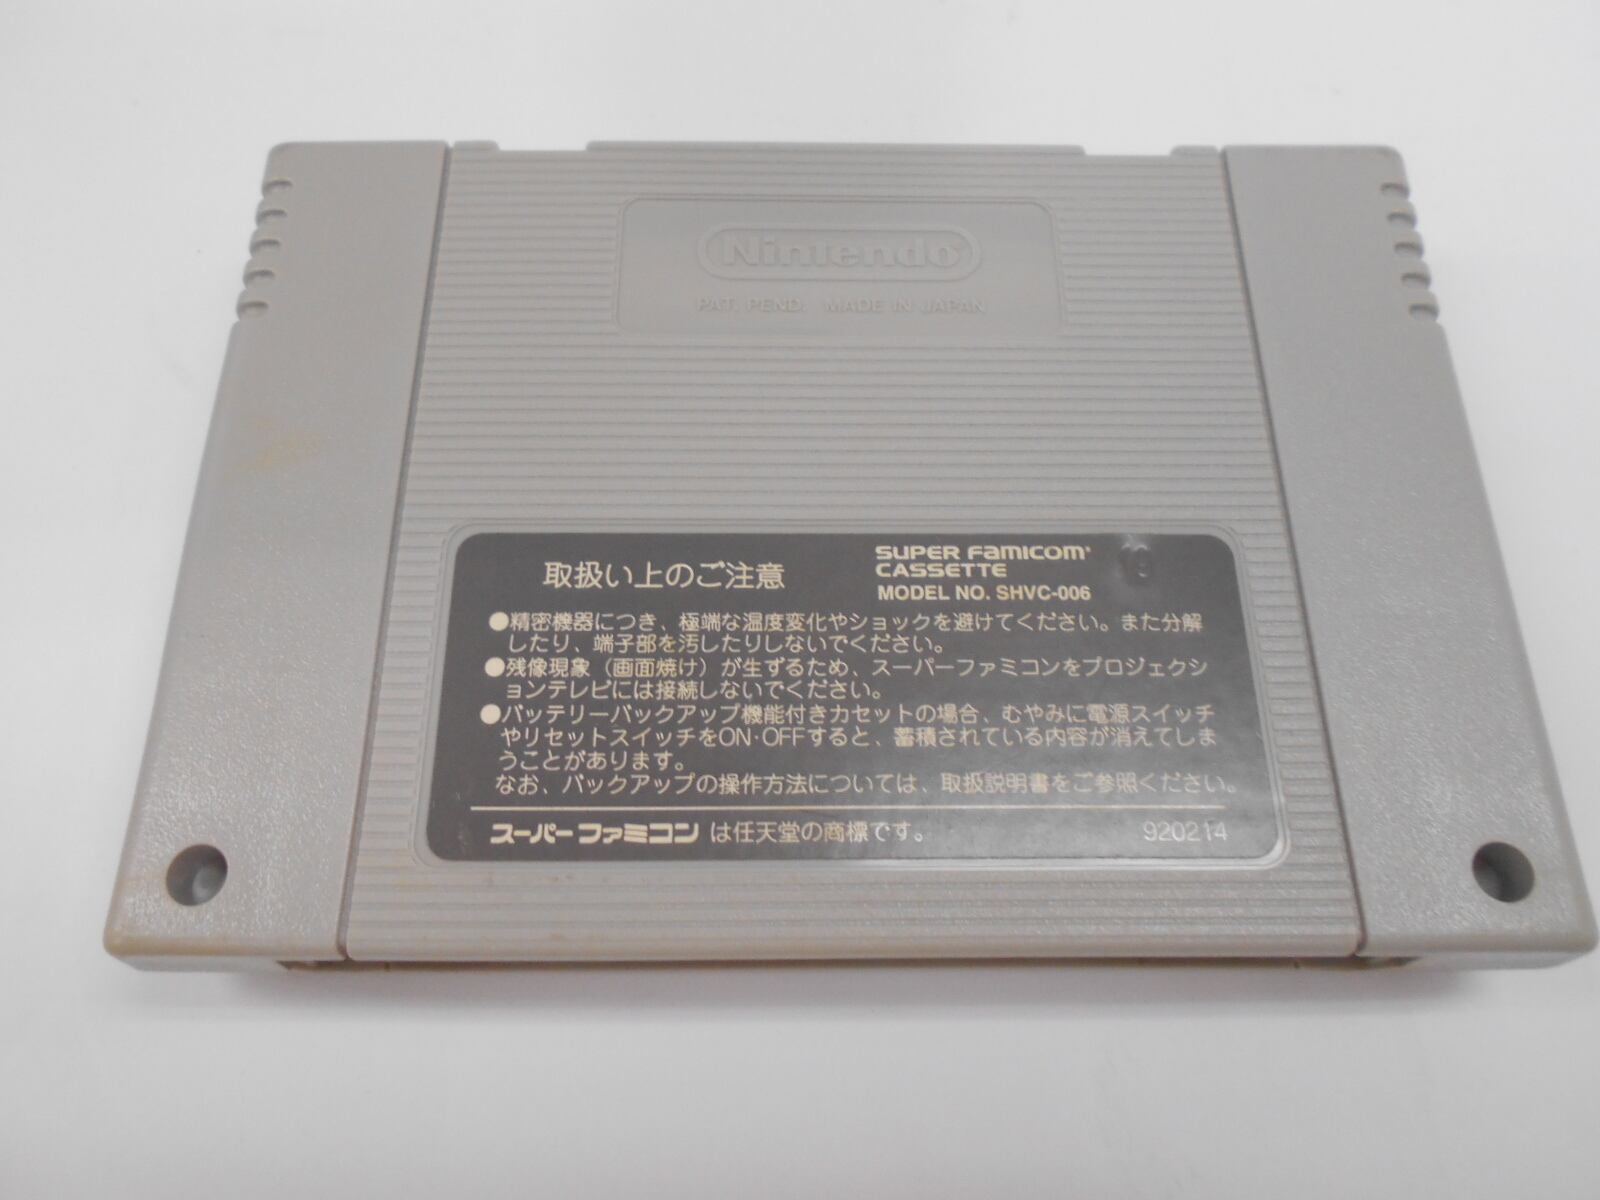 Nintendo
PAT. PEND. MADE IN JAPAN
取扱い上のご注意
SUPER FAMICOM
CASSETTE
MODEL NO. SHVC-006
●精密機器につき、極端な温度変化やショックを避けてください。また分解
したり、端子部を汚したりしないでください。
●残像現象（画面焼け）が生ずるため、スーパーファミコンをプロジェクシ
ョンテレビには接続しないでください。
●バッテリーバックアップ機能付きカセットの場合、むやみに電源スイッチ
やリセットスイッチをON·OFFすると、蓄積されている内容が消えてしま
うことがあります。
なお、バックアップの操作方法については、取扱説明書をご参照ください。
スーパーファミコン は任天堂の商標です。
920214